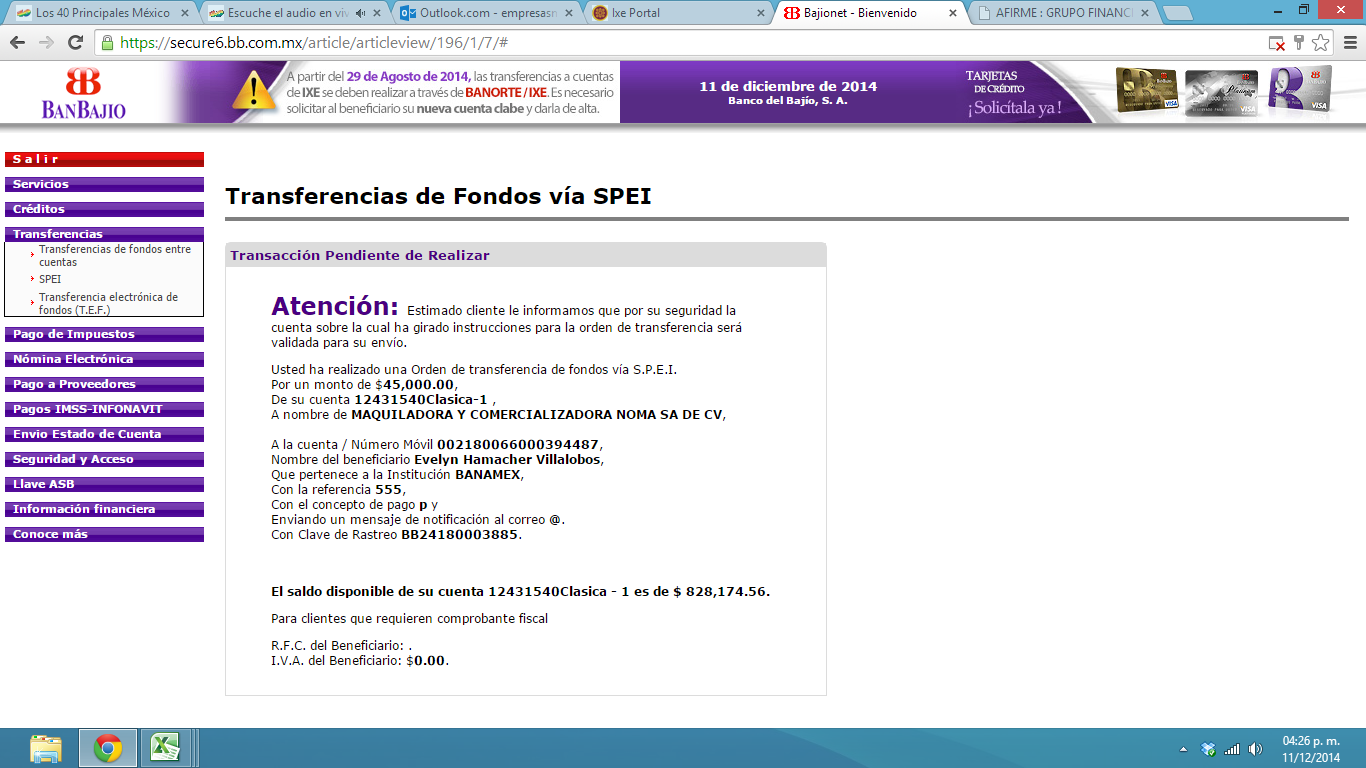 Los 40 Principales México
Escuche el audio en viv
Outlook.com - empresasn
Ixe Portal
Bajionet - Bienvenido
AFIRME : GRUPO FINANCI
https://secure6.bb.com.mx/article/articleview/196/1/7/#
BANBAJIO
A partir del 29 de Agosto de 2014, las transferencias a cuentas
de IXE se deben realizar a través de BANORTE / IXE. Es necesario
solicitar al beneficiario su nueva cuenta clabe y darla de alta.
11 de diciembre de 2014
Banco del Bajío, S. A.
TARJETAS
DE CRÉDITO
¡Solicítala ya!
Platinum
VISA
VISA
VISA
S a l i r
Servicios
Créditos
Transferencias
Transferencias de fondos entre
cuentas
SPEI
Transferencia electrónica de
fondos (T.E.F.)
Pago de Impuestos
Nómina Electrónica
Pago a Proveedores
Pagos IMSS-INFONAVIT
Envio Estado de Cuenta
Seguridad y Acceso
Llave ASB
Información financiera
Conoce más
Transferencias de Fondos vía SPEI
Transacción Pendiente de Realizar
Atención: Estimado cliente le informamos que por su seguridad la
cuenta sobre la cual ha girado instrucciones para la orden de transferencia será
validada para su envío.
Usted ha realizado una Orden de transferencia de fondos vía S.P.E.I.
Por un monto de $45,000.00,
De su cuenta 12431540Clasica-1 ,
A nombre de MAQUILADORA Y COMERCIALIZADORA NOMA SA DE CV,
A la cuenta / Número Móvil 002180066000394487,
Nombre del beneficiario Evelyn Hamacher Villalobos,
Que pertenece a la Institución BANAMEX,
Con la referencia 555,
Con el concepto de pago p y
Enviando un mensaje de notificación al correo @.
Con Clave de Rastreo BB24180003885.
El saldo disponible de su cuenta 12431540Clasica - 1 es de $ 828,174.56.
Para clientes que requieren comprobante fiscal
R.F.C. del Beneficiario: .
I.V.A. del Beneficiario: $0.00.
04:26 p. m.
11/12/2014